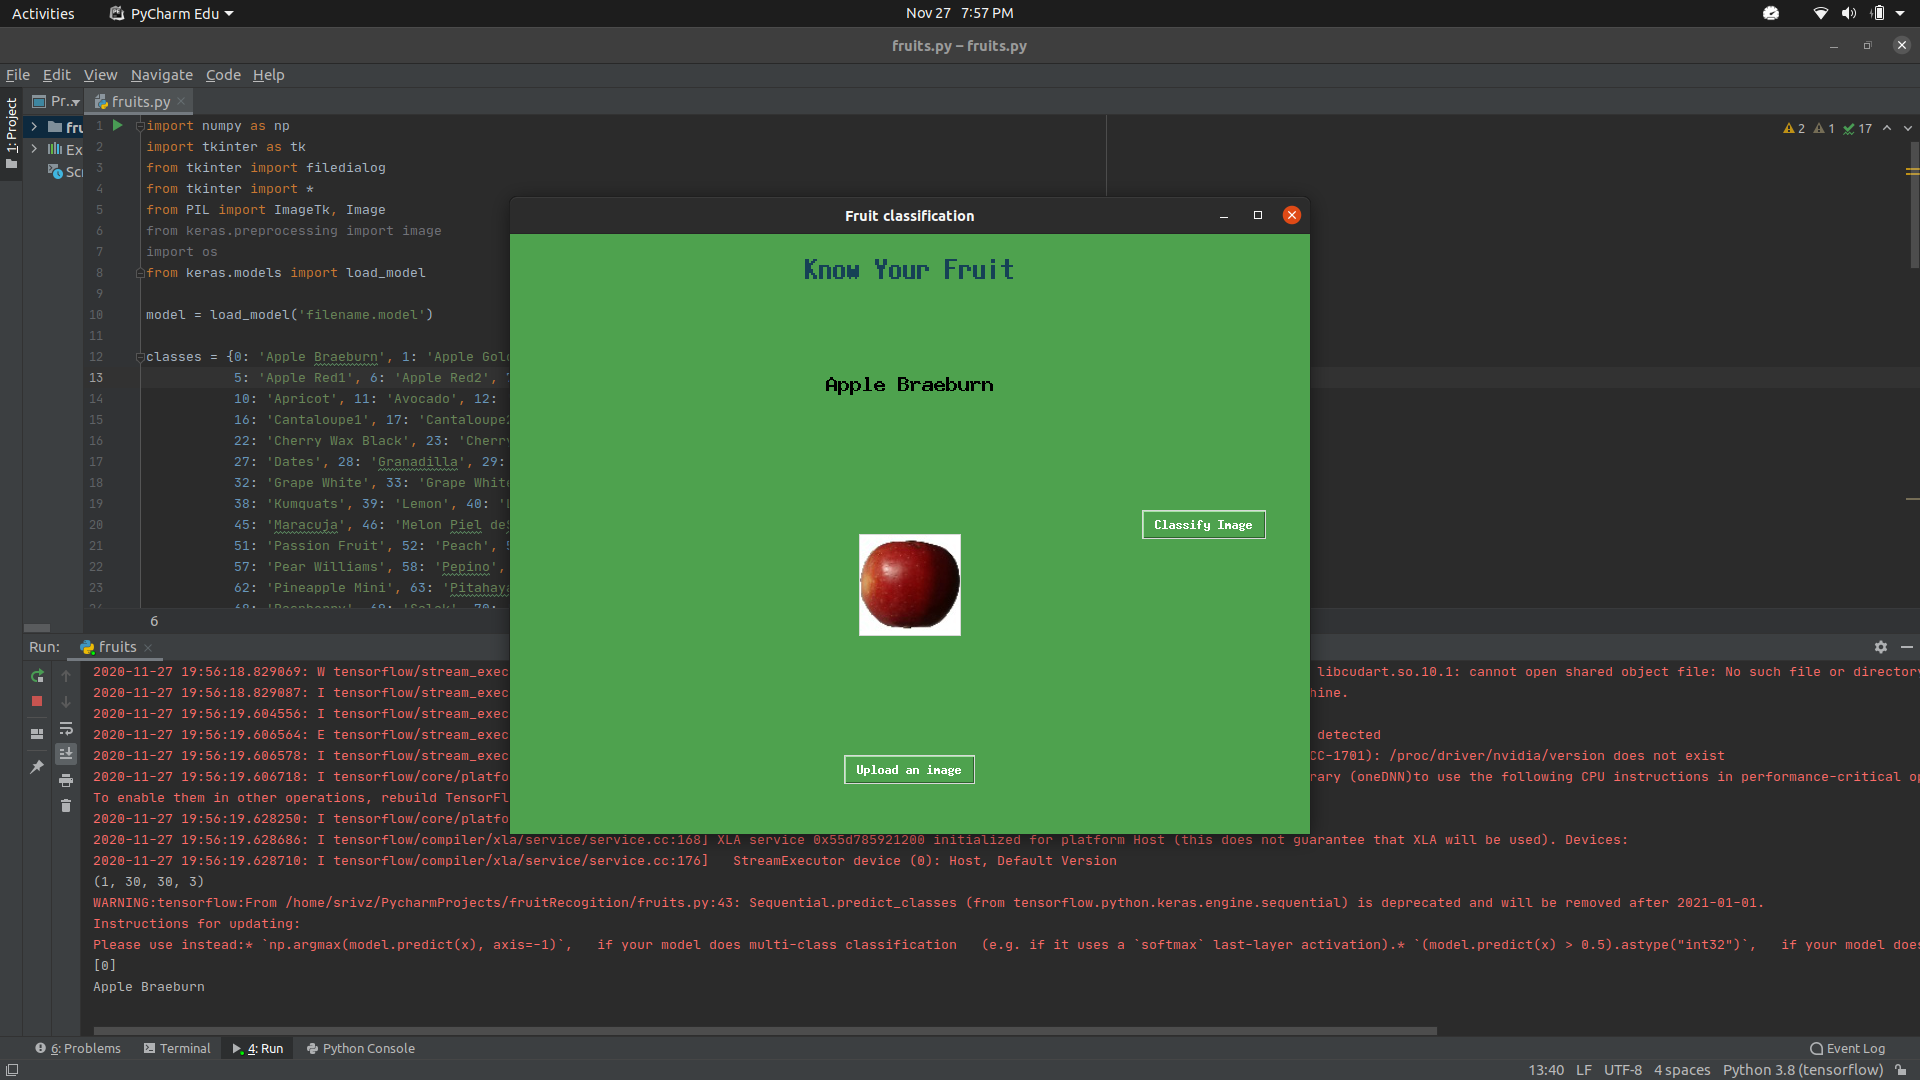 Activities PyCharm Edu Nov 27 7:57 PM
fruits.py – fruits.py
File Edit View Navigate Code Help
1: Project Pr... fruits.py
1 import numpy as np
2 import tkinter as tk
3 from tkinter import filedialog
4 from tkinter import *
5 from PIL import ImageTk, Image
6 from keras.preprocessing import image
7 import os
8 from keras.models import load_model
9
10 model = load_model('filename.model')
11
12 classes = {0: 'Apple Braeburn', 1: 'Apple Gol
13 5: 'Apple Red1', 6: 'Apple Red2',
14 10: 'Apricot', 11: 'Avocado', 12:
15 16: 'Cantaloupe1', 17: 'Cantaloupe
16 22: 'Cherry Wax Black', 23: 'Cherry
17 27: 'Dates', 28: 'Granadilla', 29:
18 32: 'Grape White', 33: 'Grape White
19 38: 'Kumquats', 39: 'Lemon', 40:
20 45: 'Maracuja', 46: 'Melon Piel de
21 51: 'Passion Fruit', 52: 'Peach',
22 57: 'Pear Williams', 58: 'Pepino',
23 62: 'Pineapple Mini', 63: 'Pitahaya
6
fru
Ex
Scr
2 1 17
Fruit classification
Know Your Fruit
Apple Braeburn
Classify Image
Upload an image
Run: fruits
2020-11-27 19:56:18.829069: W tensorflow/stream_exec libcudart.so.10.1: cannot open shared object file: No such file or directory
2020-11-27 19:56:18.829087: I tensorflow/stream_exec hine.
2020-11-27 19:56:19.604556: I tensorflow/stream_exec
2020-11-27 19:56:19.606564: E tensorflow/stream_exec detected
2020-11-27 19:56:19.606578: I tensorflow/stream_exec CC-1701): /proc/driver/nvidia/version does not exist
2020-11-27 19:56:19.606718: I tensorflow/core/platfo rary (oneDNN)to use the following CPU instructions in performance-critical op
To enable them in other operations, rebuild TensorFl
2020-11-27 19:56:19.628250: I tensorflow/core/platfo
2020-11-27 19:56:19.628686: I tensorflow/compiler/xla/service/service.cc:168] XLA service 0x55d785921200 initialized for platform Host (this does not guarantee that XLA will be used). Devices:
2020-11-27 19:56:19.628710: I tensorflow/compiler/xla/service/service.cc:176] StreamExecutor device (0): Host, Default Version
(1, 30, 30, 3)
WARNING:tensorflow:From /home/srivz/PycharmProjects/fruitRecogition/fruits.py:43: Sequential.predict_classes (from tensorflow.python.keras.engine.sequential) is deprecated and will be removed after 2021-01-01.
Instructions for updating:
Please use instead:* `np.argmax(model.predict(x), axis=-1)`, if your model does multi-class classification (e.g. if it uses a `softmax` last-layer activation).* `(model.predict(x) > 0.5).astype("int32")`, if your model does
[0]
Apple Braeburn
6: Problems Terminal 4: Run Python Console Event Log
13:40 LF UTF-8 4 spaces Python 3.8 (tensorflow)